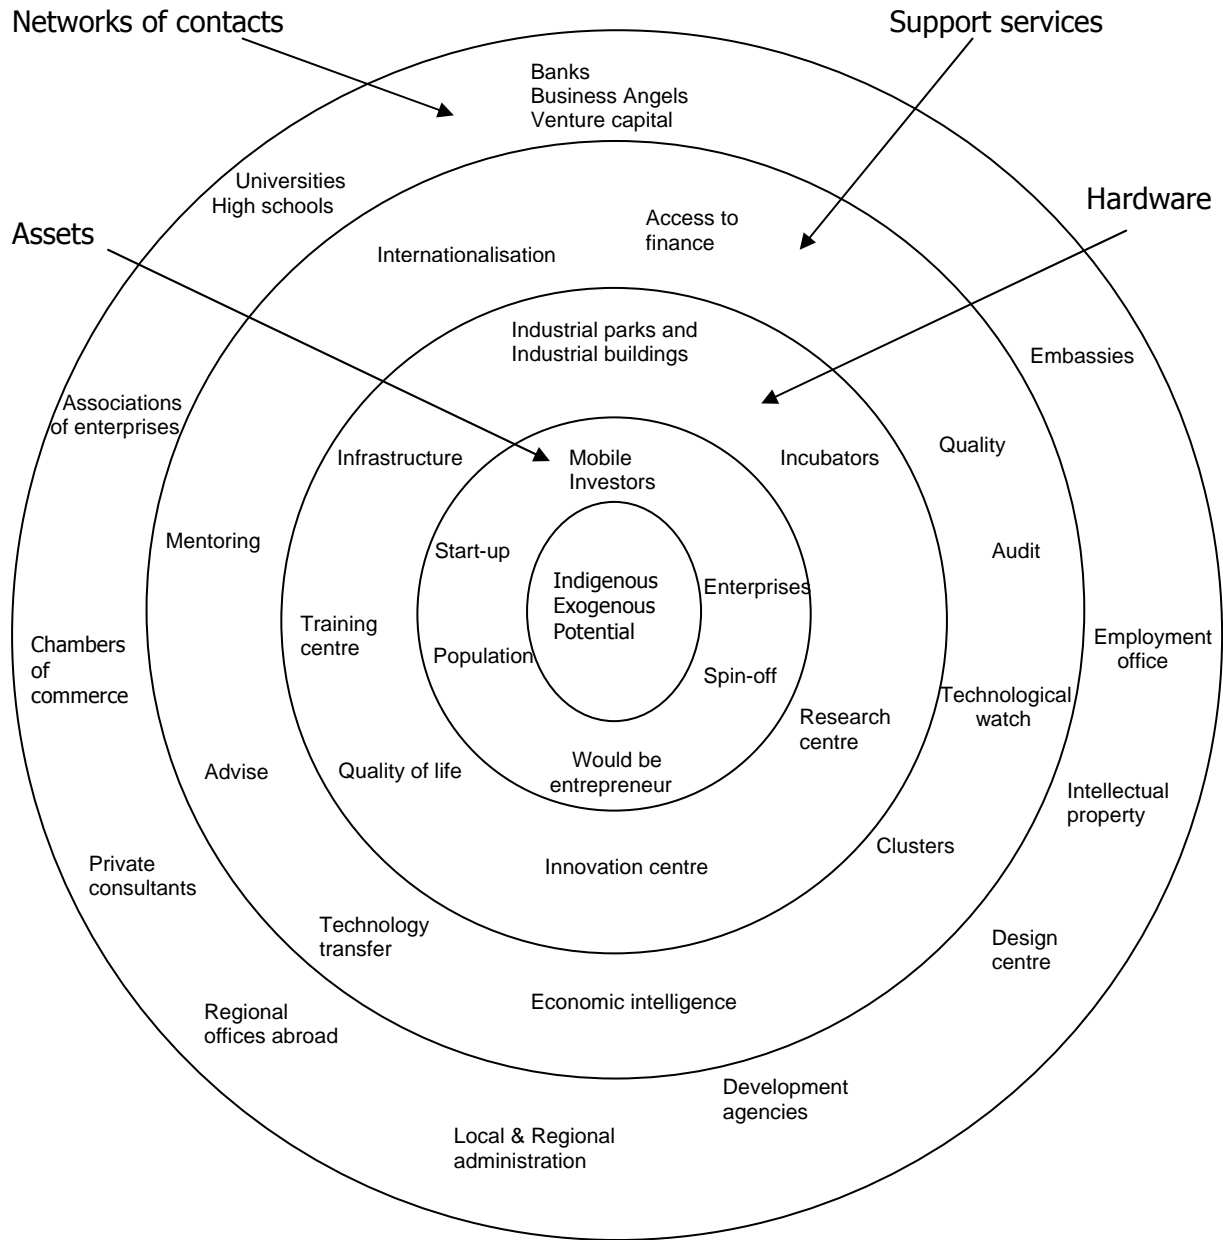 Networks of contacts
Support services
Banks
Business Angels
Venture capital
Universities
High schools
Hardware
Assets
Access to
finance
Internationalisation
Industrial parks and
Industrial buildings
Embassies
Associations
of enterprises
Infrastructure
Mobile
Investors
Incubators
Quality
Mentoring
Start-up
Audit
Indigenous
Exogenous
Potential
Enterprises
Training
centre
Chambers
of
commerce
Population
Spin-off
Employment
office
Technological
watch
Research
centre
Advise
Quality of life
Would be
entrepreneur
Intellectual
property
Private
consultants
Innovation centre
Clusters
Technology
transfer
Design
centre
Regional
offices abroad
Economic intelligence
Development
agencies
Local & Regional
administration